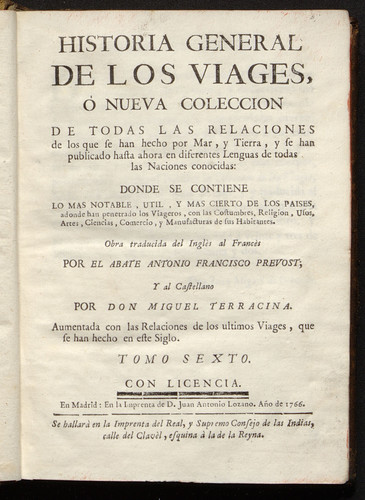 HISTORIA GENERAL
DE LOS VIAGES,
Ó NUEVA COLECCION
DE TODAS LAS RELACIONES
de los que se han hecho por Mar, y Tierra, y se han
publicado hasta ahora en diferentes Lenguas de todas
las Naciones conocidas:
DONDE SE CONTIENE
LO MAS NOTABLE, UTIL, Y MAS CIERTO DE LOS PAISES,
adonde han penetrado los Viageros, con las Costumbres, Religion, Usos,
Artes, Ciencias, Comercio, y Manufacturas de sus Habitantes.
Obra traducida del Inglès al Francès
POR EL ABATE ANTONIO FRANCISCO PREVOST;
Y al Castellano
POR DON MIGUEL TERRACINA.
Aumentada con las Relaciones de los ultimos Viages, que
se han hecho en este Siglo.
TOMO SEXTO.
CON LICENCIA.
En Madrid: En la Imprenta de D. Juan Antonio Lozano. Año de 1766.
Se hallarà en la Imprenta del Real, y Supremo Consejo de las Indias,
calle del Clavèl, esquina à la de la Reyna.